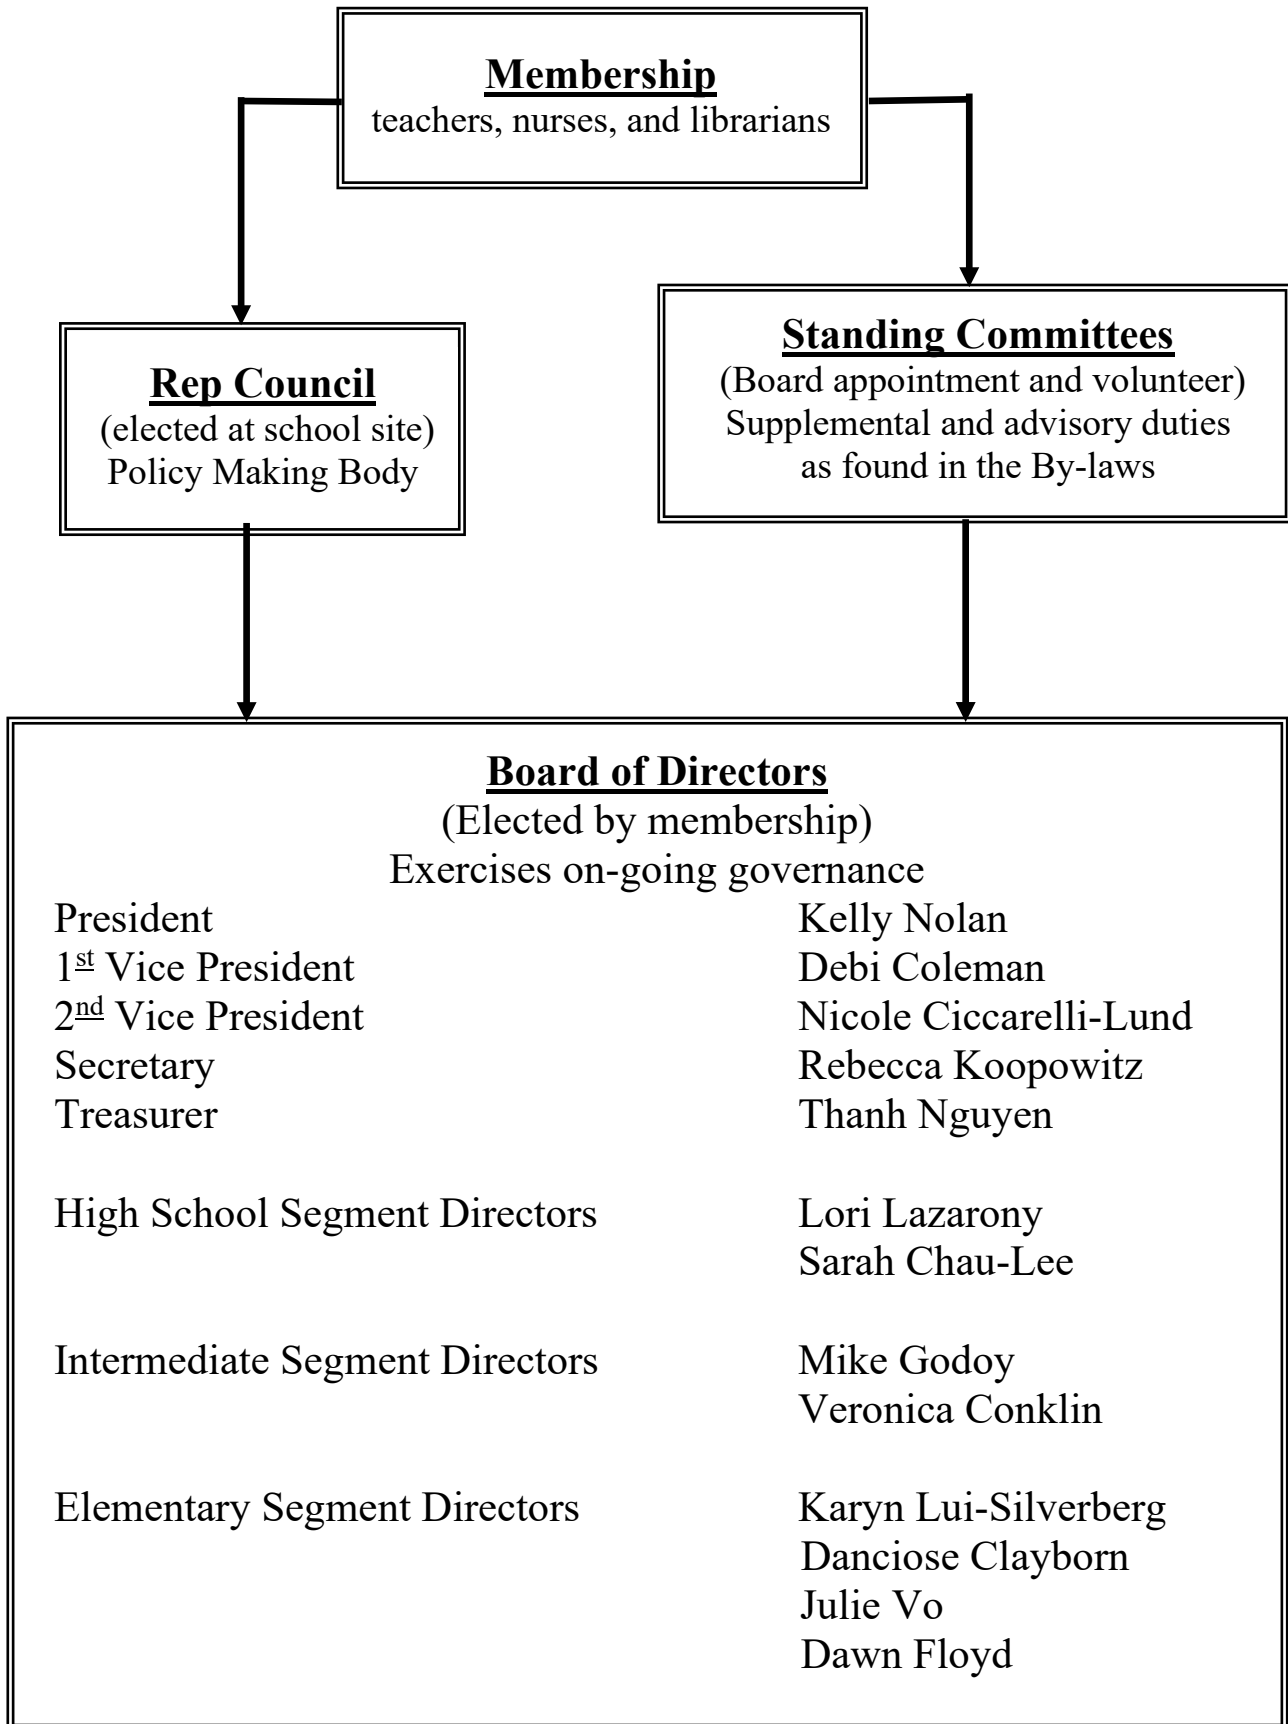 Membership
teachers, nurses, and librarians
Rep Council
(elected at school site)
Policy Making Body
Standing Committees
(Board appointment and volunteer)
Supplemental and advisory duties
as found in the By-laws
Board of Directors
(Elected by membership)
Exercises on-going governance
President Kelly Nolan
1st Vice President Debi Coleman
2nd Vice President Nicole Ciccarelli-Lund
Secretary Rebecca Koopowitz
Treasurer Thanh Nguyen
High School Segment Directors Lori Lazarony
Sarah Chau-Lee
Intermediate Segment Directors Mike Godoy
Veronica Conklin
Elementary Segment Directors Karyn Lui-Silverberg
Danciose Clayborn
Julie Vo
Dawn Floyd